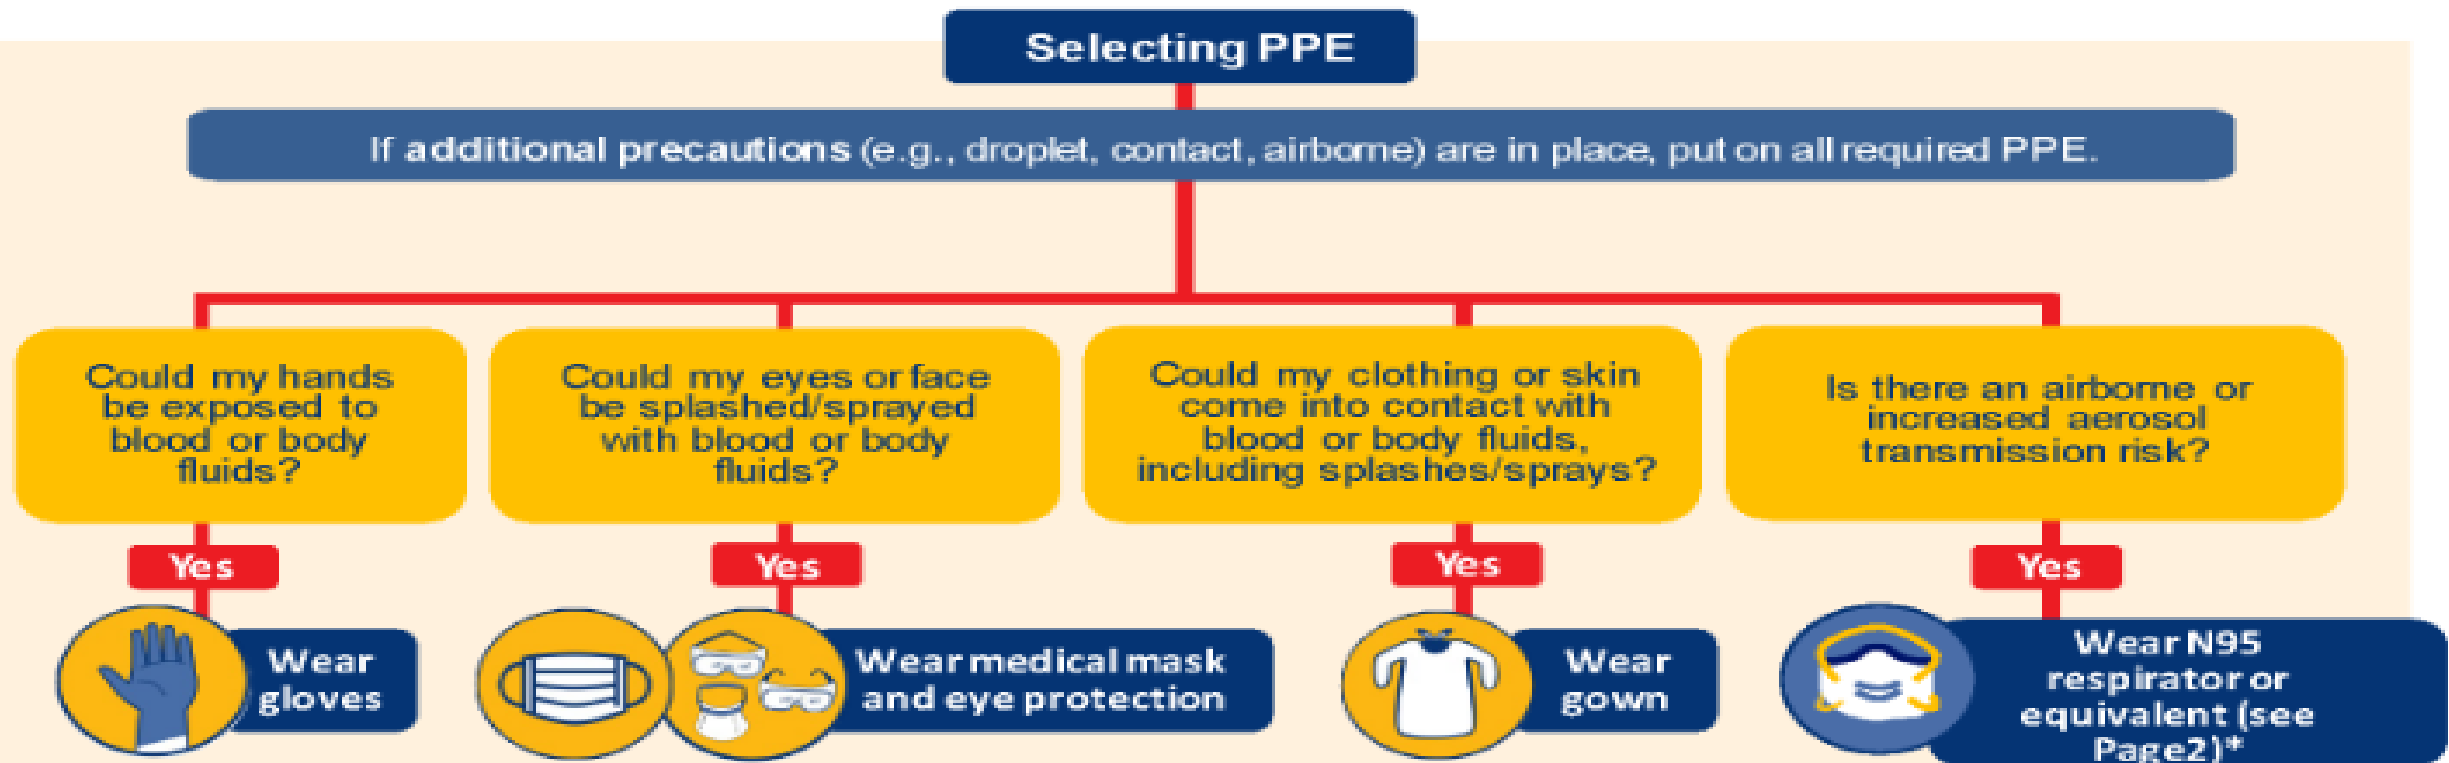 Selecting PPE
If additional precautions (e.g., droplet, contact, airborne) are in place, put on all required PPE.
Could my hands
be exposed to
blood or body
fluids?
Could my eyes or face
be splashed/sprayed
with blood or body
fluids?
Could my clothing or skin
come into contact with
blood or body fluids,
including splashes/sprays?
Is there an airborne or
increased aerosol
transmission risk?
Yes
Yes
Yes
Yes
Wear
gloves
Wear medical mask
and eye protection
Wear
gown
Wear N95
respirator or
equivalent (see
Page2)*